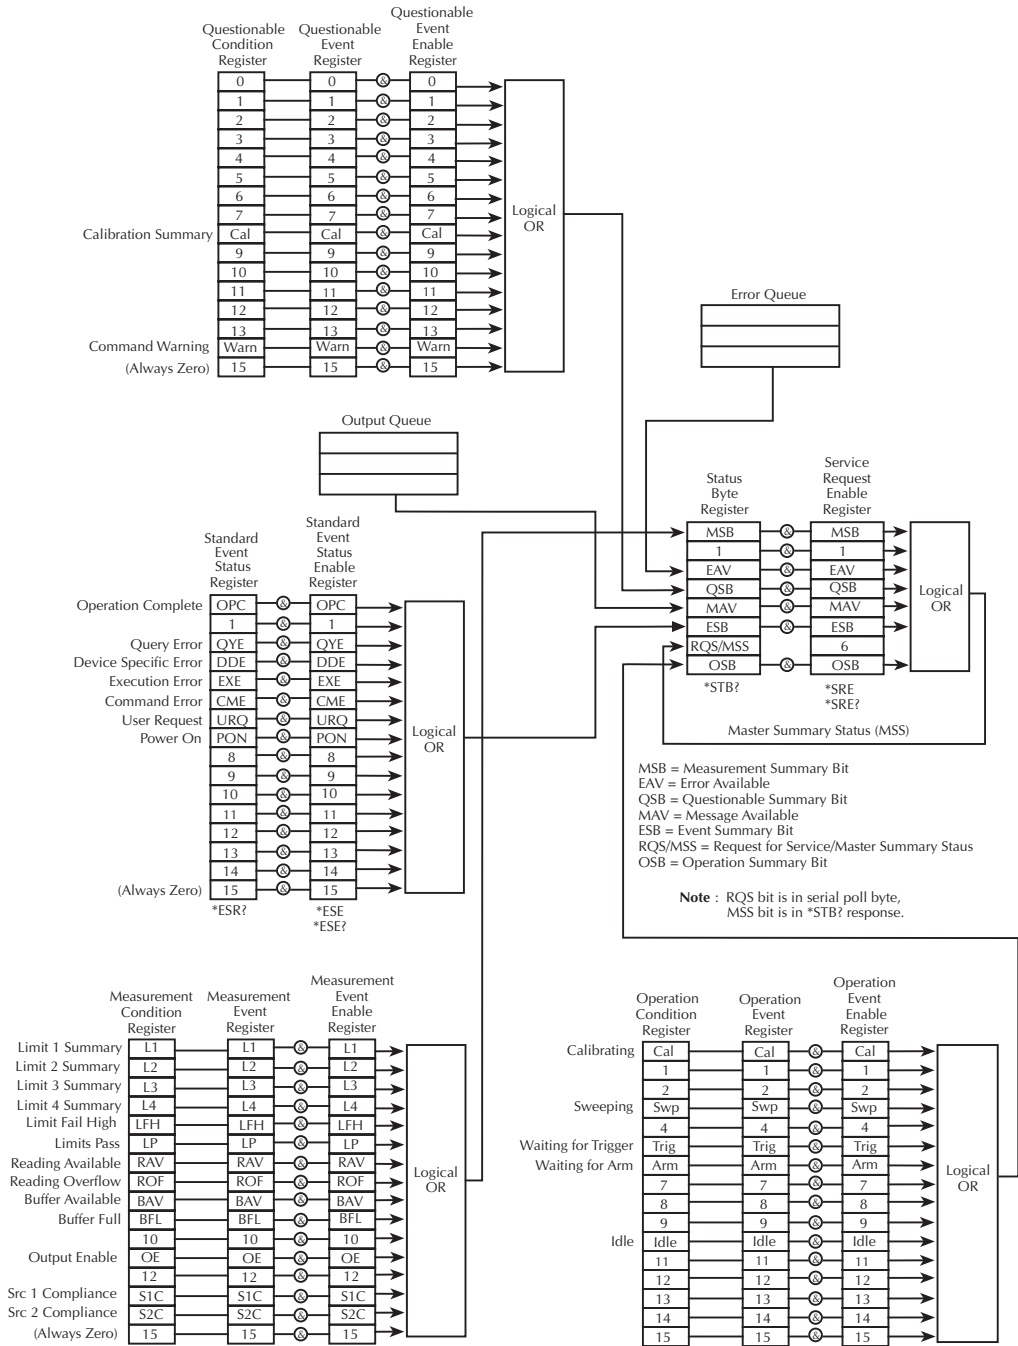 Questionable
Condition
Register
Questionable
Event
Register
Questionable
Event
Enable
Register
0 0 & 0
1 1 & 1
2 2 & 2
3 3 & 3
4 4 & 4
5 5 & 5
6 6 & 6
7 7 & 7
Calibration Summary Cal Cal & Cal
9 9 & 9
10 10 & 10
11 11 & 11
12 12 & 12
13 13 & 13
Command Warning Warn Warn & Warn
(Always Zero) 15 15 & 15
Logical
OR
Error Queue
Output Queue
Status
Byte
Register
Service
Request
Enable
Register
MSB & MSB
1 & 1
EAV & EAV
QSB & QSB
MAV & MAV
ESB & ESB
RQS/MSS 6
OSB & OSB
*STB?
*SRE
*SRE?
Logical
OR
Master Summary Status (MSS)
Standard
Event
Status
Register
Standard
Event
Status
Enable
Register
Operation Complete OPC & OPC
1 & 1
Query Error QYE & QYE
Device Specific Error DDE & DDE
Execution Error EXE & EXE
Command Error CME & CME
User Request URQ & URQ
Power On PON & PON
8 & 8
9 & 9
10 & 10
11 & 11
12 & 12
13 & 13
14 & 14
(Always Zero) 15 & 15
*ESR?
*ESE
*ESE?
Logical
OR
MSB = Measurement Summary Bit
EAV = Error Available
QSB = Questionable Summary Bit
MAV = Message Available
ESB = Event Summary Bit
RQS/MSS = Request for Service/Master Summary Staus
OSB = Operation Summary Bit
Note : RQS bit is in serial poll byte,
MSS bit is in *STB? response.
Measurement
Condition
Register
Measurement
Event
Register
Measurement
Event
Enable
Register
Limit 1 Summary L1 L1 & L1
Limit 2 Summary L2 L2 & L2
Limit 3 Summary L3 L3 & L3
Limit 4 Summary L4 L4 & L4
Limit Fail High LFH LFH & LFH
Limits Pass LP LP & LP
Reading Available RAV RAV & RAV
Reading Overflow ROF ROF & ROF
Buffer Available BAV BAV & BAV
Buffer Full BFL BFL & BFL
10 10 & 10
Output Enable OE OE & OE
12 12 & 12
Src 1 Compliance S1C S1C & S1C
Src 2 Compliance S2C S2C & S2C
(Always Zero) 15 15 & 15
Logical
OR
Operation
Condition
Register
Operation
Event
Register
Operation
Event
Enable
Register
Calibrating Cal Cal & Cal
1 1 & 1
2 2 & 2
Sweeping Swp Swp & Swp
4 4 & 4
Waiting for Trigger Trig Trig & Trig
Waiting for Arm Arm Arm & Arm
7 7 & 7
8 8 & 8
9 9 & 9
Idle Idle Idle & Idle
11 11 & 11
12 12 & 12
13 13 & 13
14 14 & 14
15 15 & 15
Logical
OR